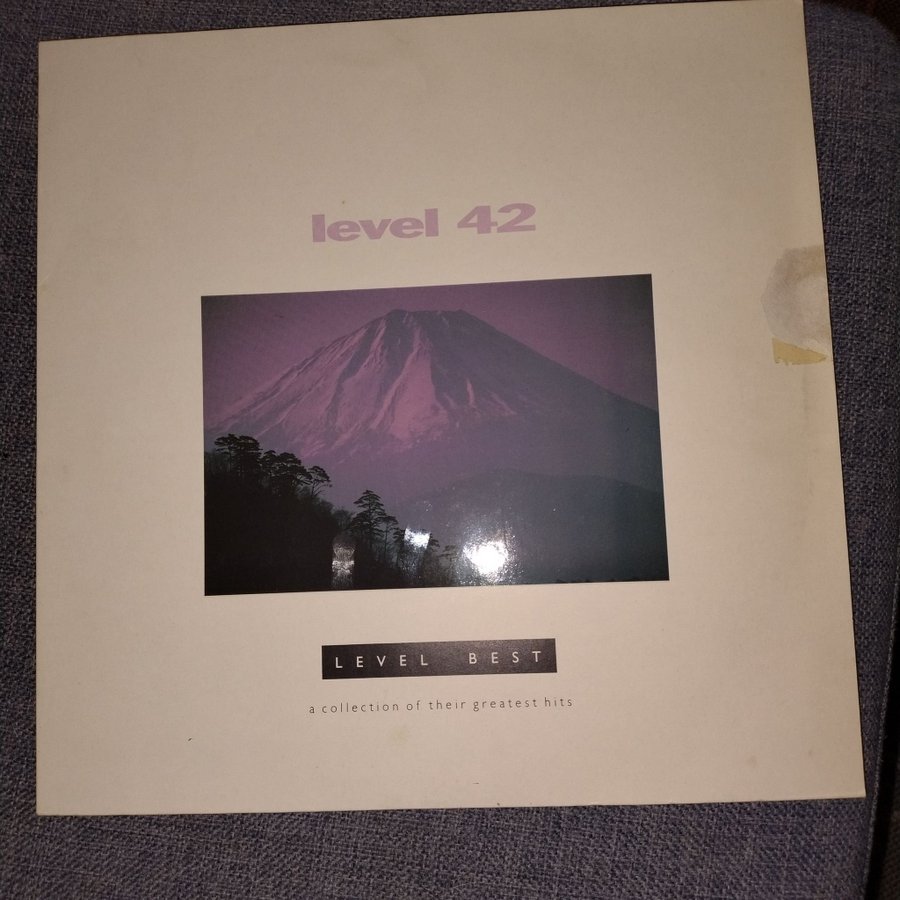 level 42
LEVEL BEST
a collection of their greatest hits